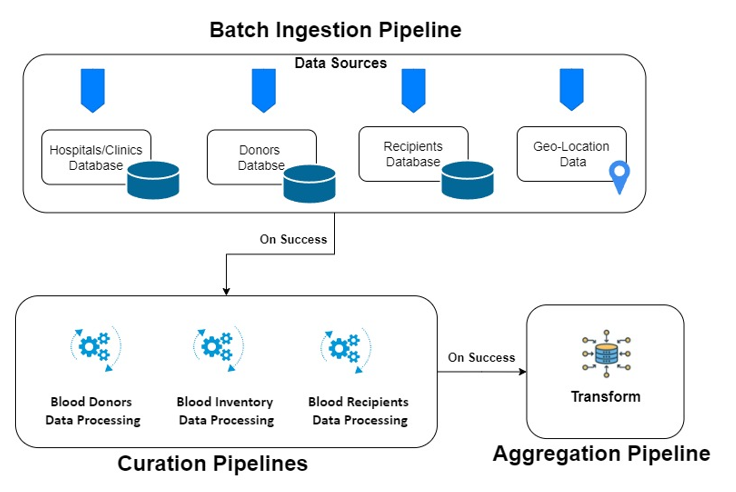 Batch Ingestion Pipeline
Data Sources
Hospitals/Clinics
Database
Donors
Databse
Recipients
Database
Geo-Location
Data
On Success
Blood Donors
Data Processing
Blood Inventory
Data Processing
Blood Recipients
Data Processing
On Success
Transform
Curation Pipelines
Aggregation Pipeline